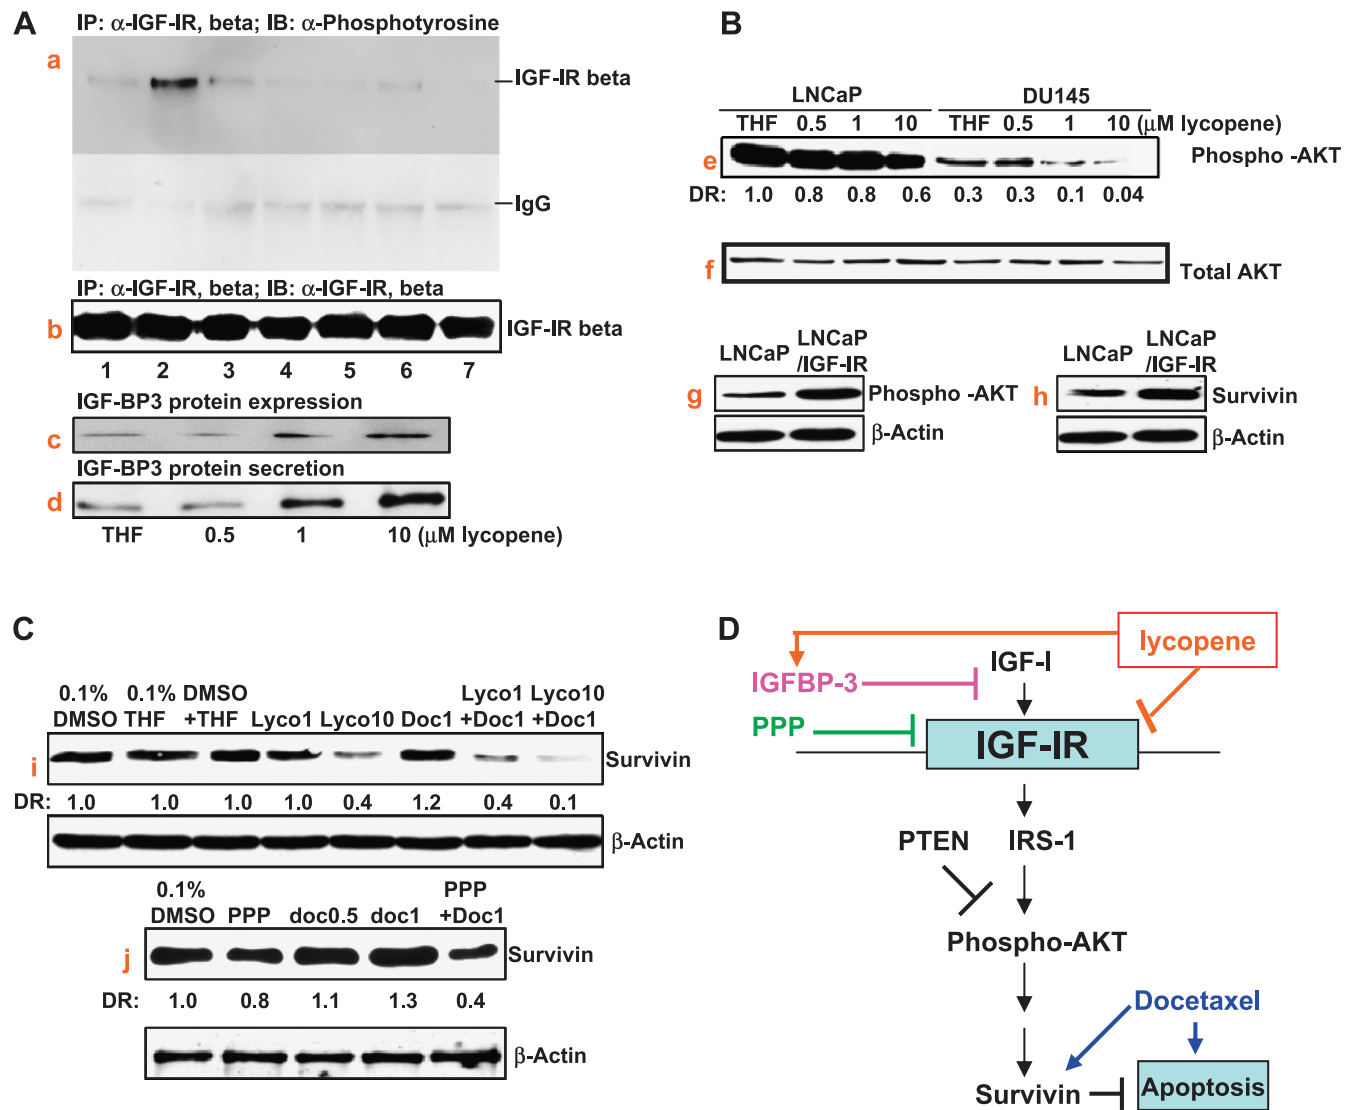 A
IP: α-IGF-IR, beta; IB: α-Phosphotyrosine
a
IGF-IR beta
IgG
IP: α-IGF-IR, beta; IB: α-IGF-IR, beta
b
IGF-IR beta
1 2 3 4 5 6 7
IGF-BP3 protein expression
c
IGF-BP3 protein secretion
d
THF 0.5 1 10 (μM lycopene)
B
LNCaP DU145
THF 0.5 1 10 THF 0.5 1 10 (μM lycopene)
e
Phospho -AKT
DR: 1.0 0.8 0.8 0.6 0.3 0.3 0.1 0.04
f
Total AKT
LNCaP LNCaP /IGF-IR
g
Phospho -AKT
β-Actin
LNCaP LNCaP /IGF-IR
h
Survivin
β-Actin
C
0.1% 0.1% DMSO Lyco1 Lyco10
DMSO THF +THF Lyco1 Lyco10 Doc1 +Doc1 +Doc1
i
Survivin
DR: 1.0 1.0 1.0 1.0 0.4 1.2 0.4 0.1
β-Actin
0.1% PPP
DMSO PPP doc0.5 doc1 +Doc1
j
Survivin
DR: 1.0 0.8 1.1 1.3 0.4
β-Actin
D
lycopene
IGF-I
IGFBP-3
PPP
IGF-IR
PTEN IRS-1
Phospho-AKT
Docetaxel
Survivin
Apoptosis